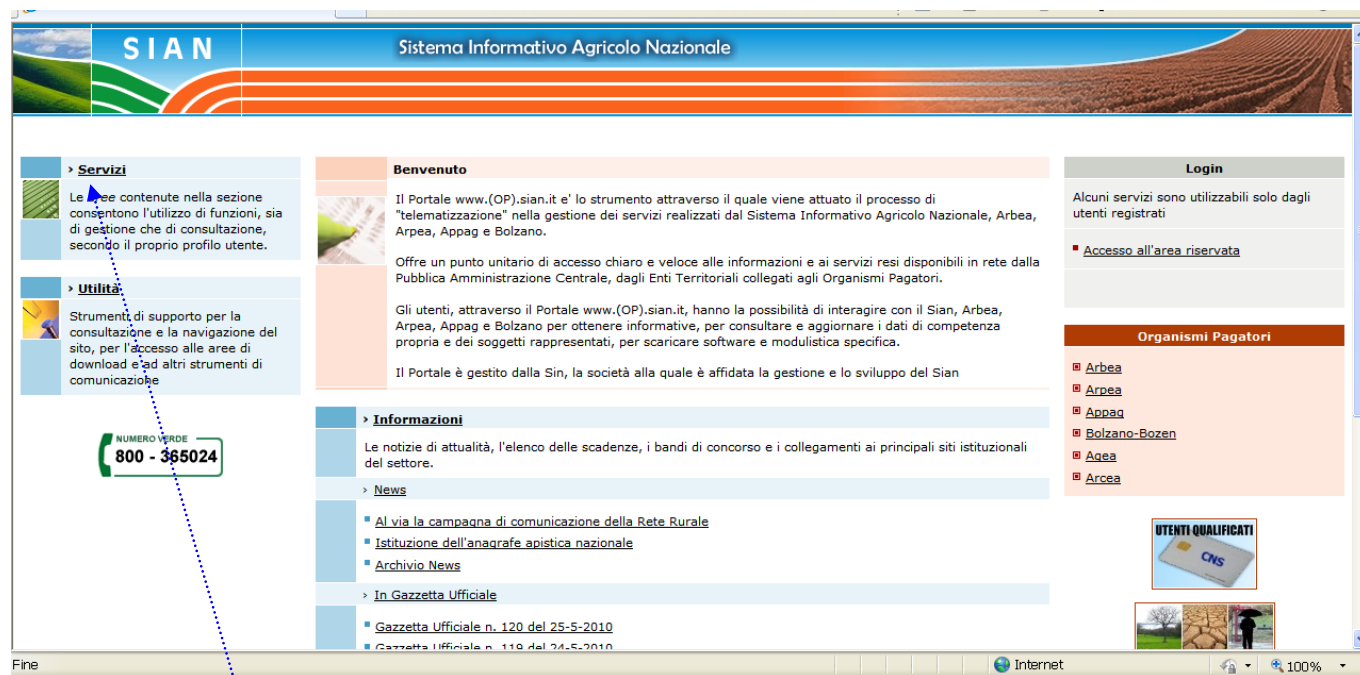 SIAN
Sistema Informativo Agricolo Nazionale
› Servizi
Le aree contenute nella sezione
consentono l'utilizzo di funzioni, sia
di gestione che di consultazione,
secondo il proprio profilo utente.
› Utilità
Strumenti di supporto per la
consultazione e la navigazione del
sito, per l'accesso alle aree di
download e ad altri strumenti di
comunicazione
NUMERO VERDE
800 - 365024
Benvenuto
Il Portale www.(OP).sian.it e' lo strumento attraverso il quale viene attuato il processo di
"telematizzazione" nella gestione dei servizi realizzati dal Sistema Informativo Agricolo Nazionale, Arbea,
Arpea, Appag e Bolzano.
Offre un punto unitario di accesso chiaro e veloce alle informazioni e ai servizi resi disponibili in rete dalla
Pubblica Amministrazione Centrale, dagli Enti Territoriali collegati agli Organismi Pagatori.
Gli utenti, attraverso il Portale www.(OP).sian.it, hanno la possibilità di interagire con il Sian, Arbea,
Arpea, Appag e Bolzano per ottenere informative, per consultare e aggiornare i dati di competenza
propria e dei soggetti rappresentati, per scaricare software e modulistica specifica.
Il Portale è gestito dalla Sin, la società alla quale è affidata la gestione e lo sviluppo del Sian
› Informazioni
Le notizie di attualità, l'elenco delle scadenze, i bandi di concorso e i collegamenti ai principali siti istituzionali
del settore.
› News
Al via la campagna di comunicazione della Rete Rurale
Istituzione dell'anagrafe apistica nazionale
Archivio News
› In Gazzetta Ufficiale
Gazzetta Ufficiale n. 120 del 25-5-2010
Gazzetta Ufficiale n. 119 del 24-5-2010
Login
Alcuni servizi sono utilizzabili solo dagli
utenti registrati
Accesso all'area riservata
Organismi Pagatori
Arbea
Arpea
Appag
Bolzano-Bozen
Agea
Arcea
UTENTI QUALIFICATI
CNS
Fine
Internet
100%